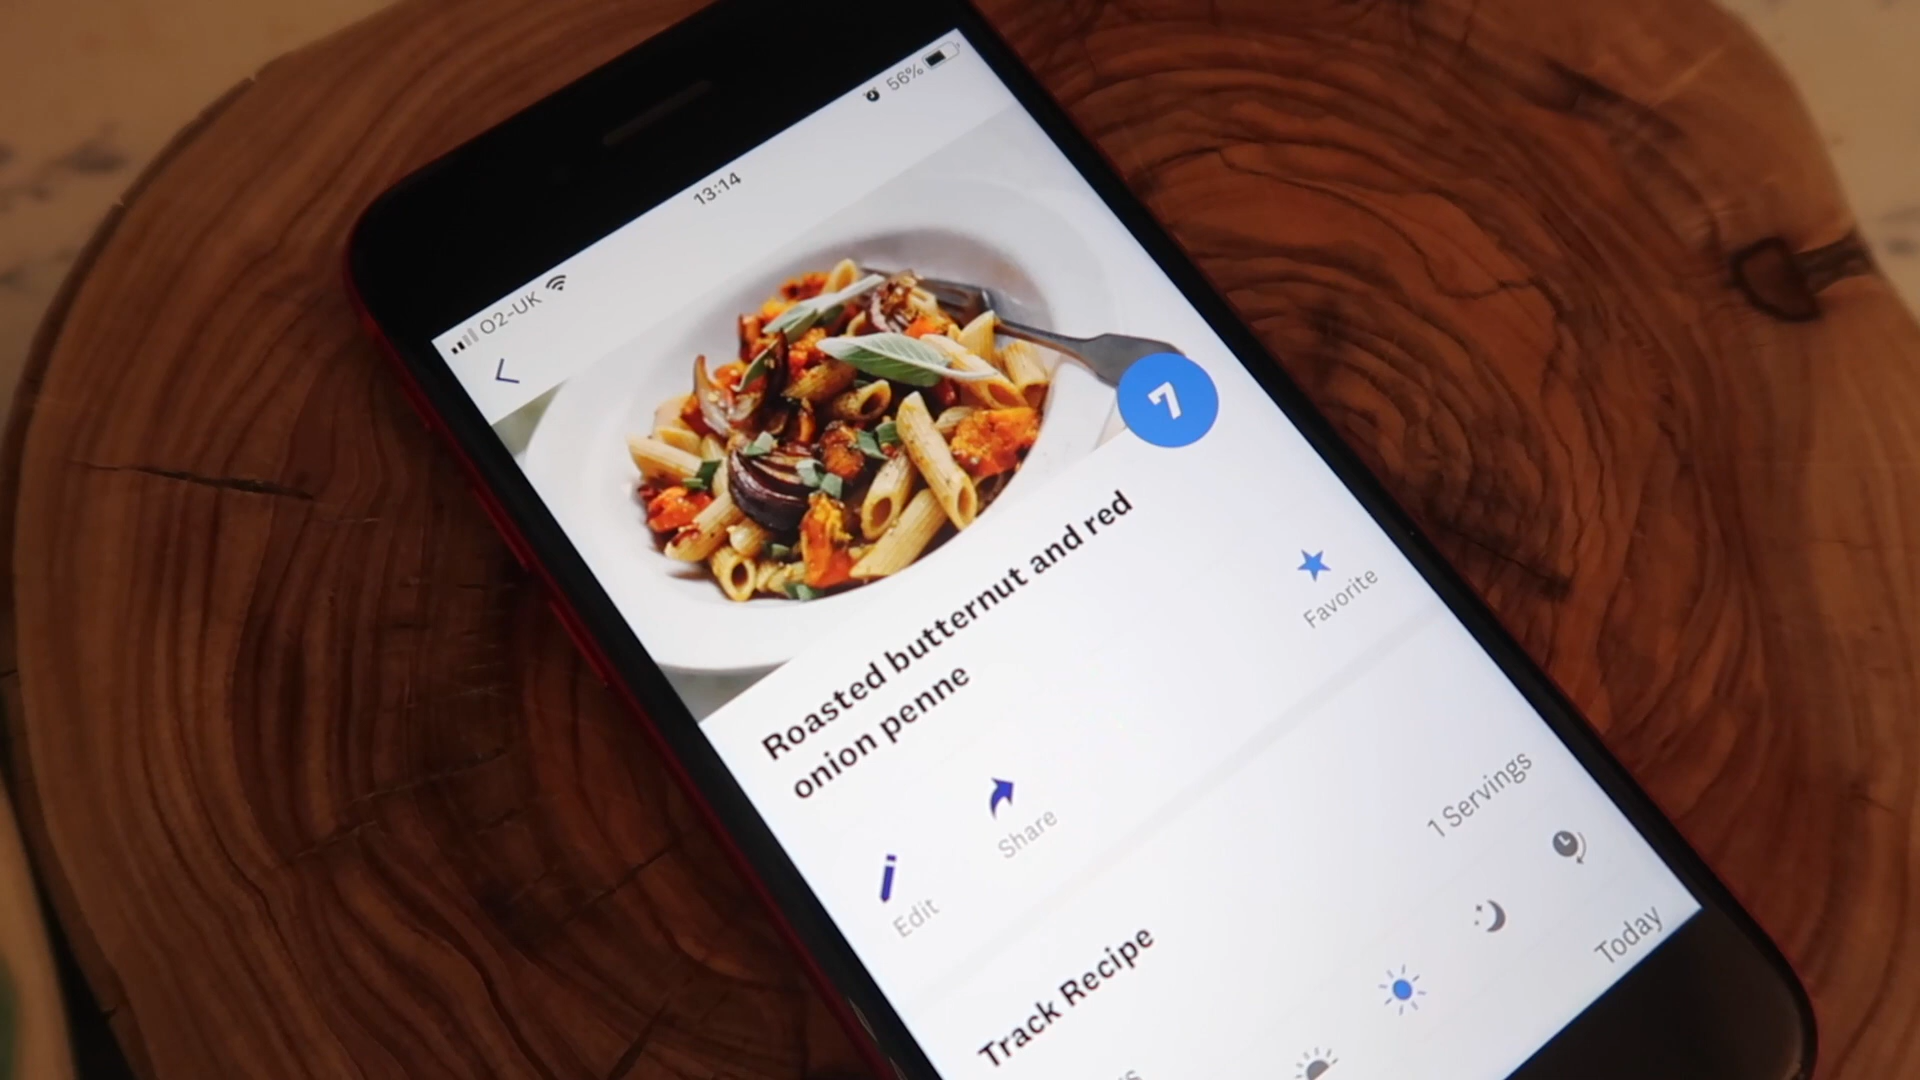 O2-UK
13:14
56%
7
Roasted butternut and red
onion penne
Edit
Share
Favorite
Track Recipe
1 Servings
Today